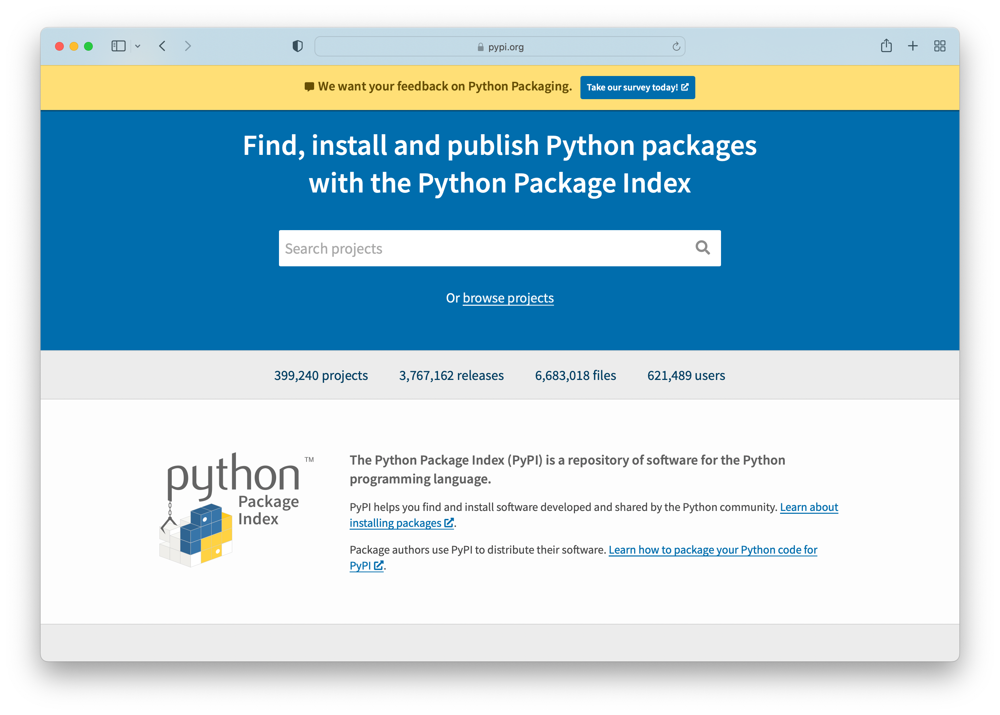 pypi.org
We want your feedback on Python Packaging. Take our survey today!
Find, install and publish Python packages
with the Python Package Index
Search projects
Or browse projects
399,240 projects 3,767,162 releases 6,683,018 files 621,489 users
python™
Package
Index
The Python Package Index (PyPI) is a repository of software for the Python
programming language.
PyPI helps you find and install software developed and shared by the Python community. Learn about
installing packages.
Package authors use PyPI to distribute their software. Learn how to package your Python code for
PyPI.